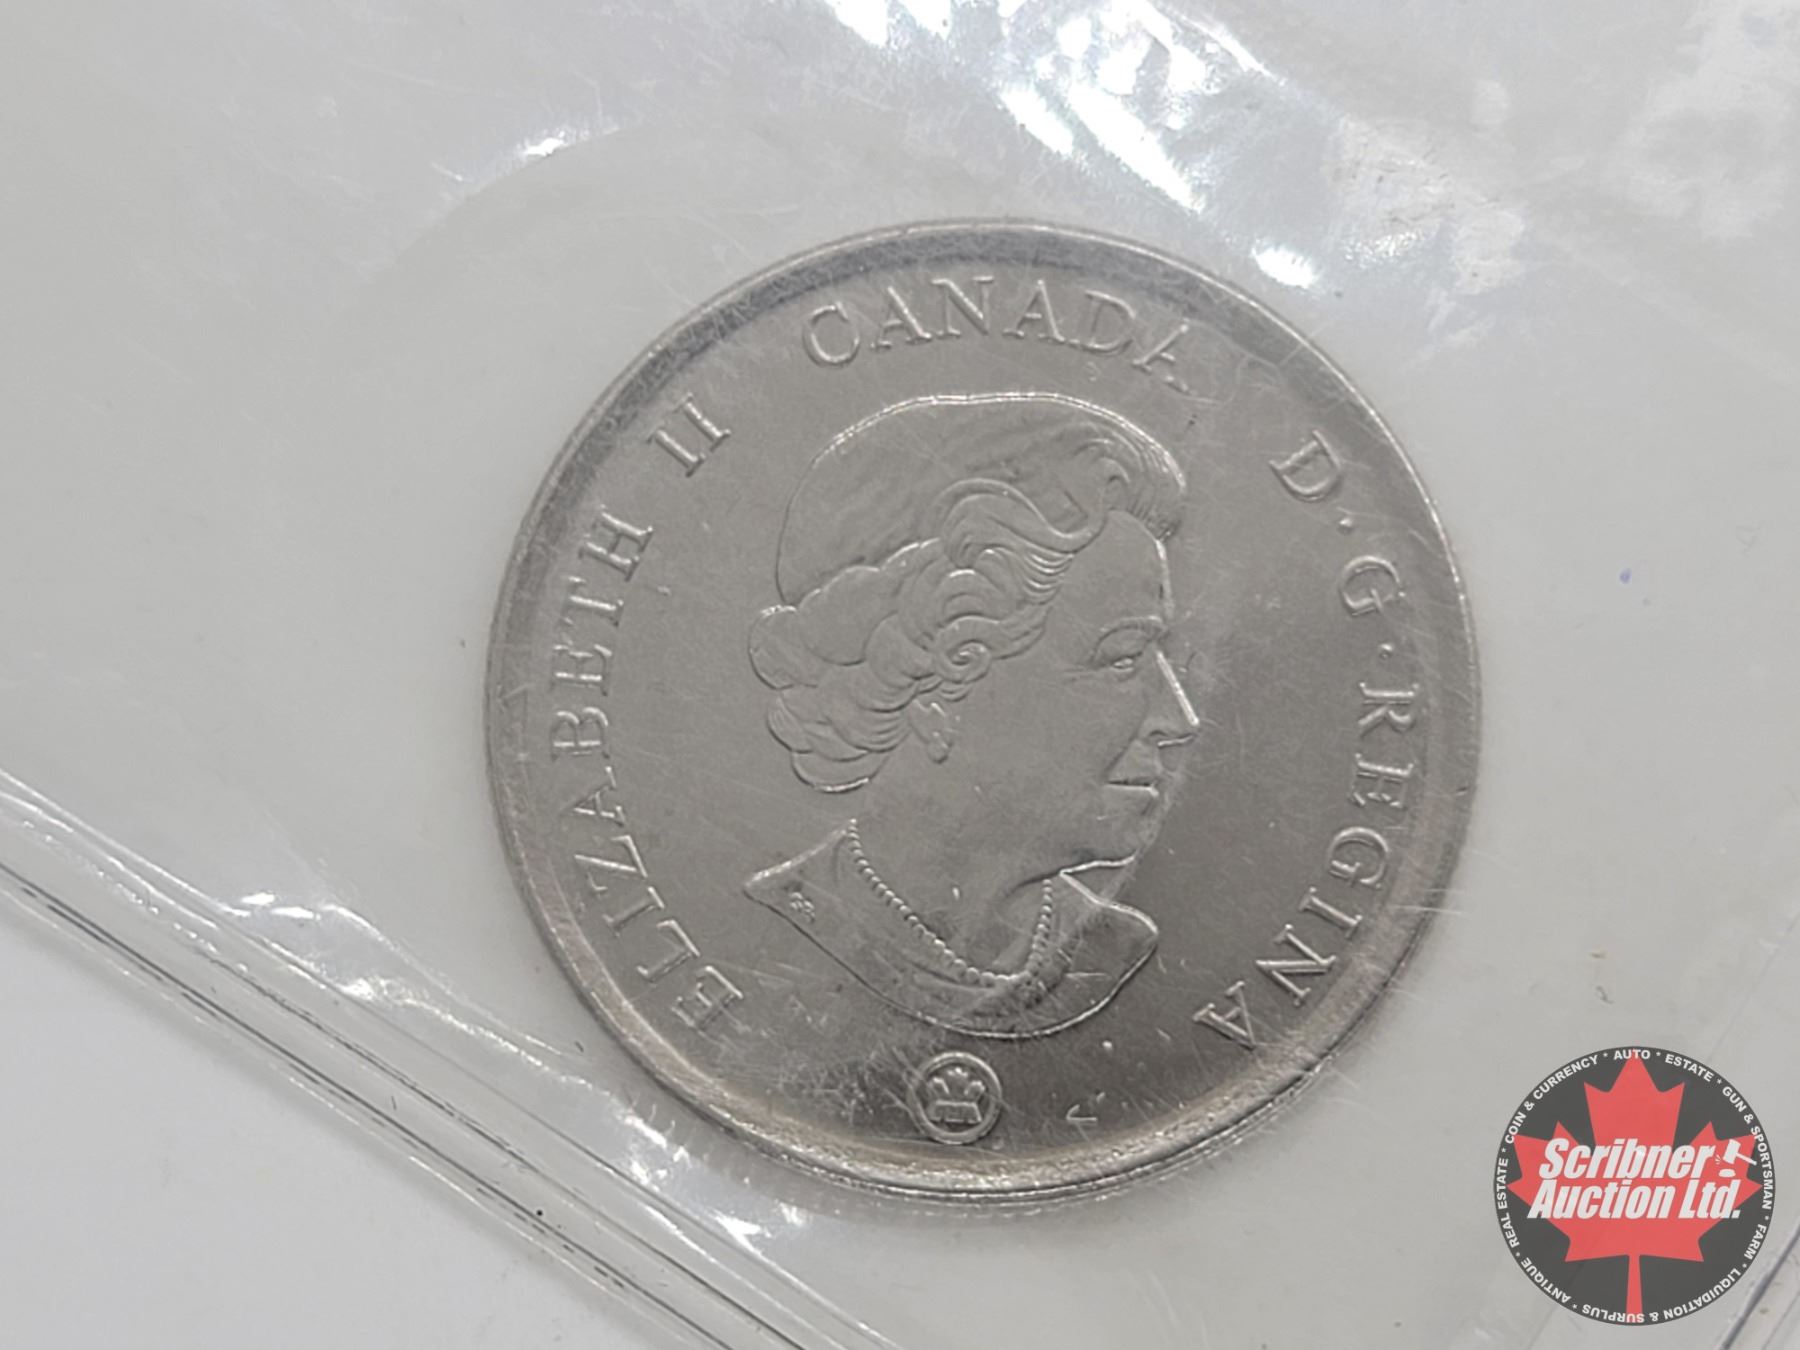 ELIZABETH II CANADA D·G·REGINA
Scribner
Auction Ltd.
* AUTO * ESTATE * GUN & SPORTSMAN * FARM * LIQUIDATION & SURPLUS * ANTIQUE * REAL ESTATE * COIN & CURRENCY